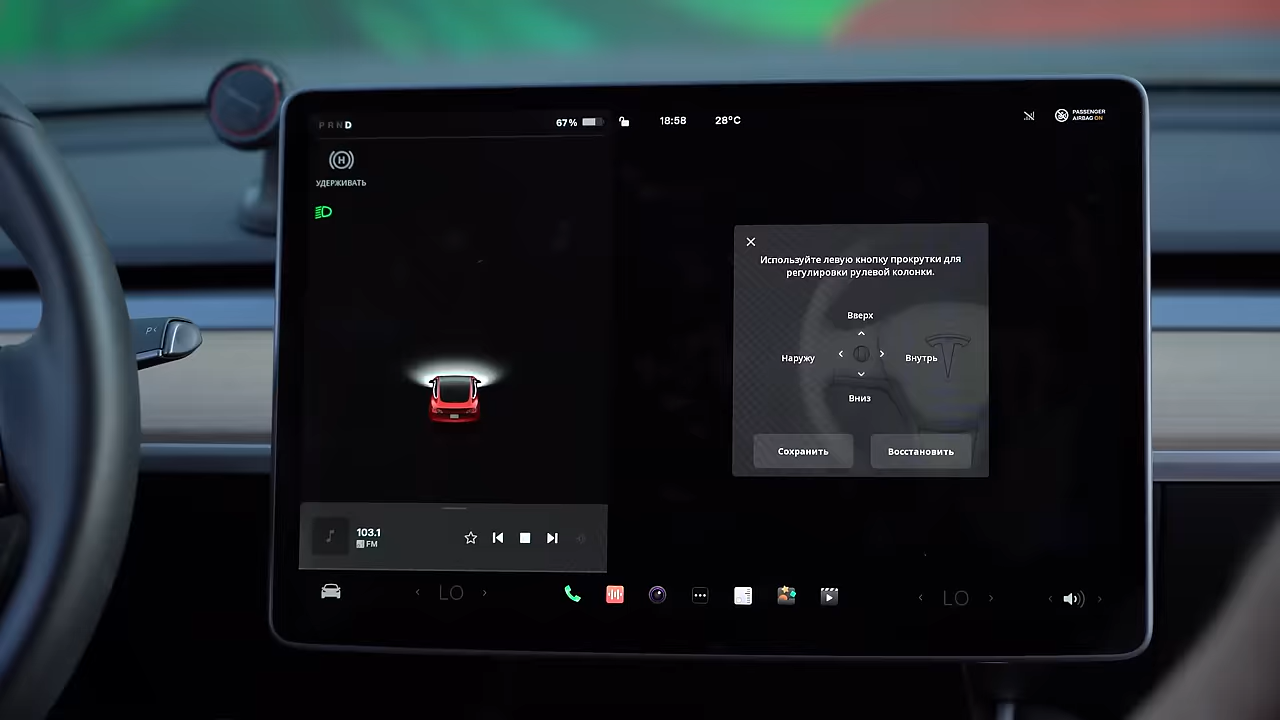 PRND
67 %
18:58
28°C
PASSENGER
AIRBAG ON
УДЕРЖИВАТЬ
Используйте левую кнопку прокрутки для
регулировки рулевой колонки.
Вверх
Наружу
Внутрь
Вниз
Сохранить
Восстановить
103.1
FM
LO
LO
P